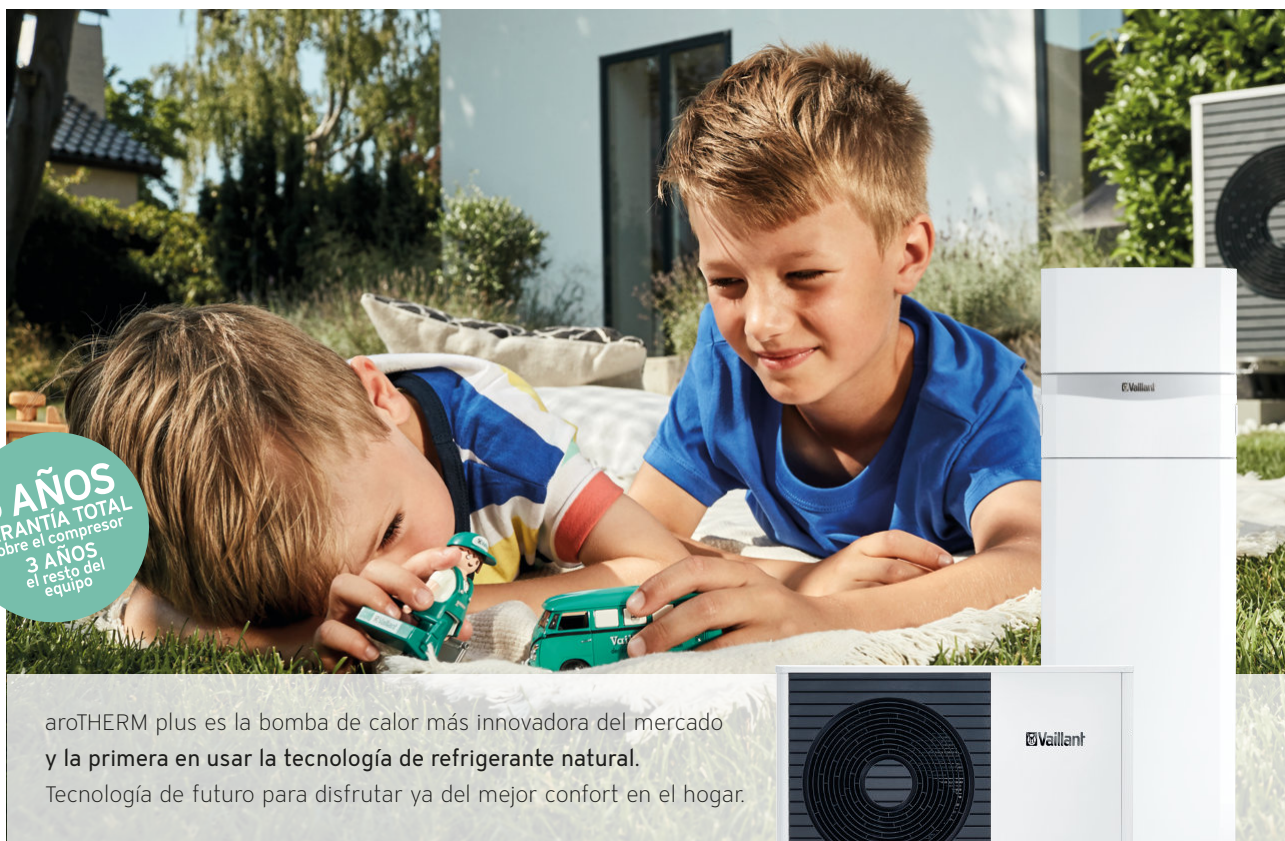 Vaillant
AÑOS
TOTAL
sobre el compresor
3 AÑOS
el resto del
equipo
Vaillant
aroTHERM plus es la bomba de calor más innovadora del mercado
y la primera en usar la tecnología de refrigerante natural.
Tecnología de futuro para disfrutar ya del mejor confort en el hogar.
Vaillant